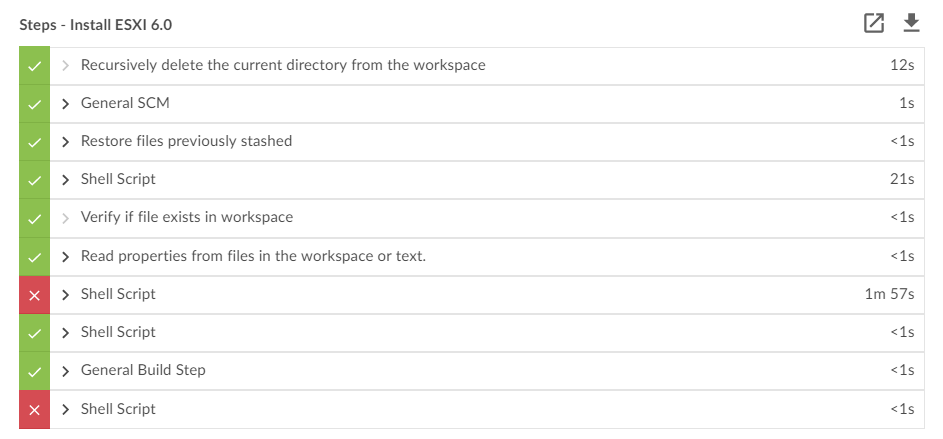 Steps - Install ESXI 6.0
Recursively delete the current directory from the workspace 12s
General SCM 1s
Restore files previously stashed <1s
Shell Script 21s
Verify if file exists in workspace <1s
Read properties from files in the workspace or text. <1s
Shell Script 1m 57s
Shell Script <1s
General Build Step <1s
Shell Script <1s